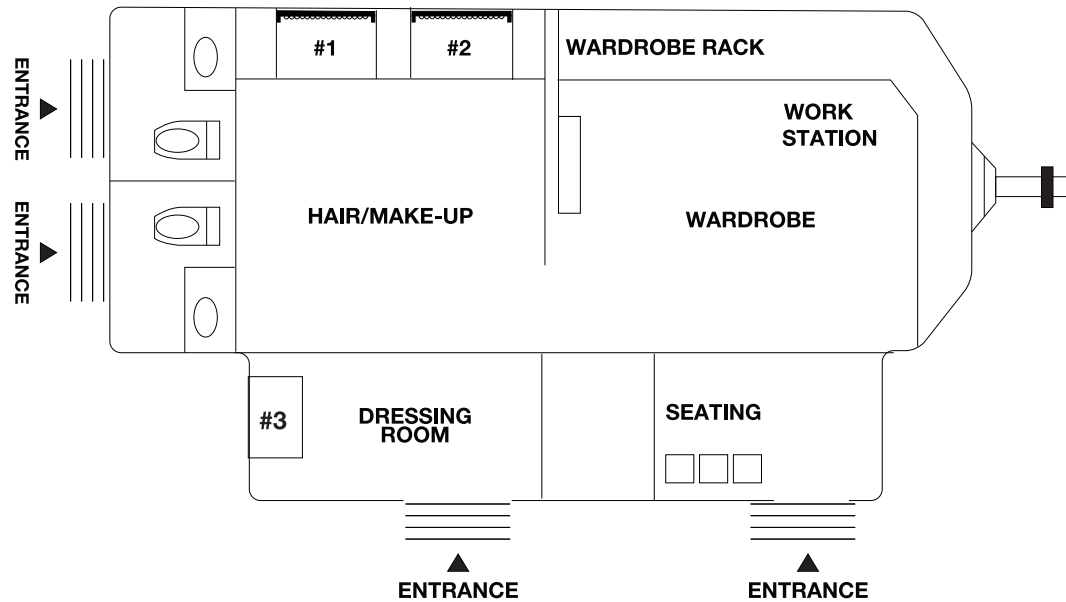 #1
#2
WARDROBE RACK
ENTRANCE
WORK
STATION
HAIR/MAKE-UP
WARDROBE
ENTRANCE
#3
DRESSING
ROOM
SEATING
ENTRANCE
ENTRANCE